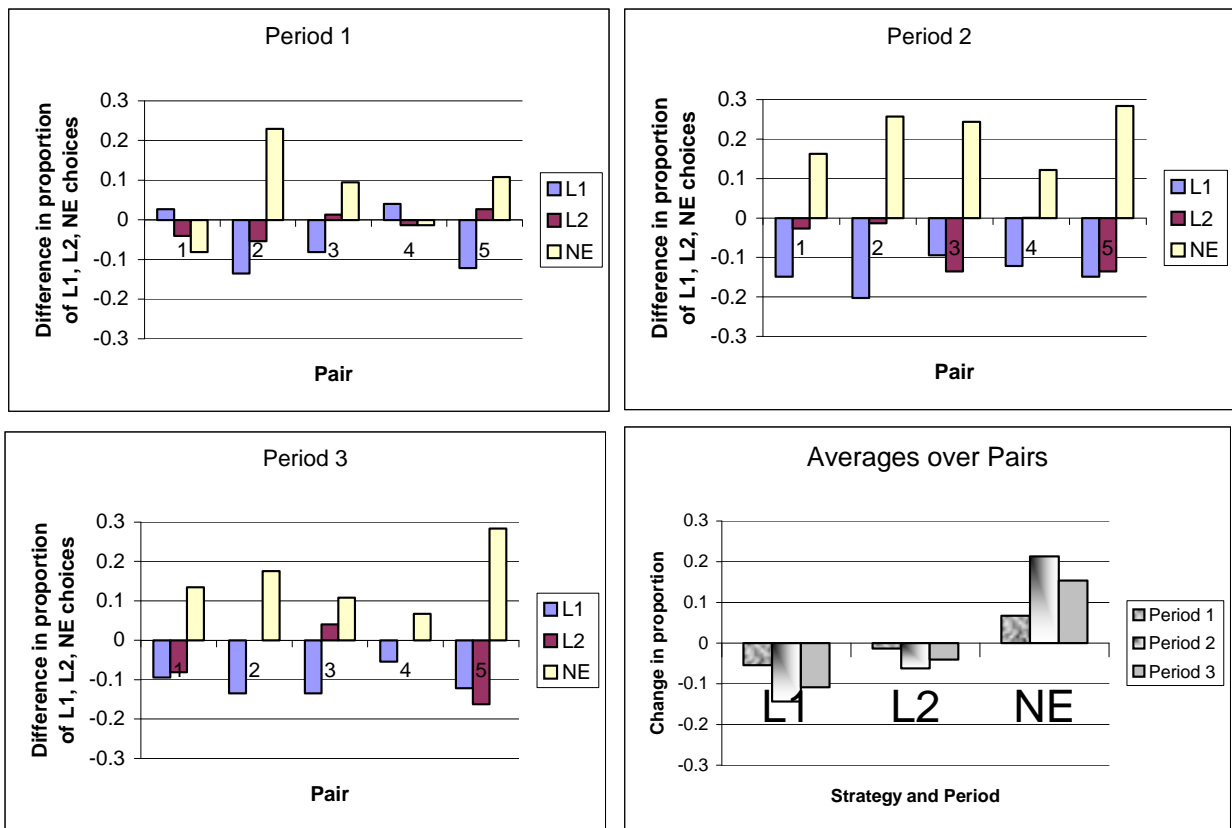 Period 1
Difference in proportion
of L1, L2, NE choices
0.3
0.2
0.1
0
-0.1
-0.2
-0.3
1
2
3
4
5
Pair
L1
L2
NE
Period 2
Difference in proportion
of L1, L2, NE choices
0.3
0.2
0.1
0
-0.1
-0.2
-0.3
1
2
3
4
5
Pair
L1
L2
NE
Period 3
Difference in proportion
of L1, L2, NE choices
0.3
0.2
0.1
0
-0.1
-0.2
-0.3
1
2
3
4
5
Pair
L1
L2
NE
Averages over Pairs
Change in proportion
0.3
0.2
0.1
0
-0.1
-0.2
-0.3
L1
L2
NE
Strategy and Period
Period 1
Period 2
Period 3